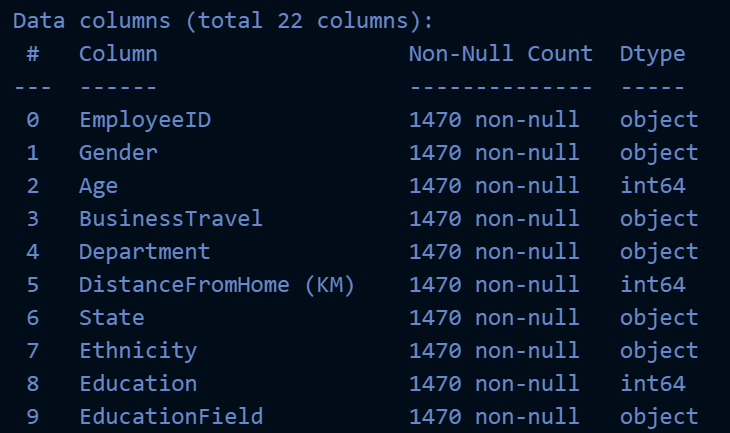 Data columns (total 22 columns):
 #   Column                   Non-Null Count  Dtype
---  ------                   --------------  -----
 0   EmployeeID               1470 non-null   object
 1   Gender                   1470 non-null   object
 2   Age                      1470 non-null   int64
 3   BusinessTravel           1470 non-null   object
 4   Department               1470 non-null   object
 5   DistanceFromHome (KM)    1470 non-null   int64
 6   State                    1470 non-null   object
 7   Ethnicity                1470 non-null   object
 8   Education                1470 non-null   int64
 9   EducationField           1470 non-null   object